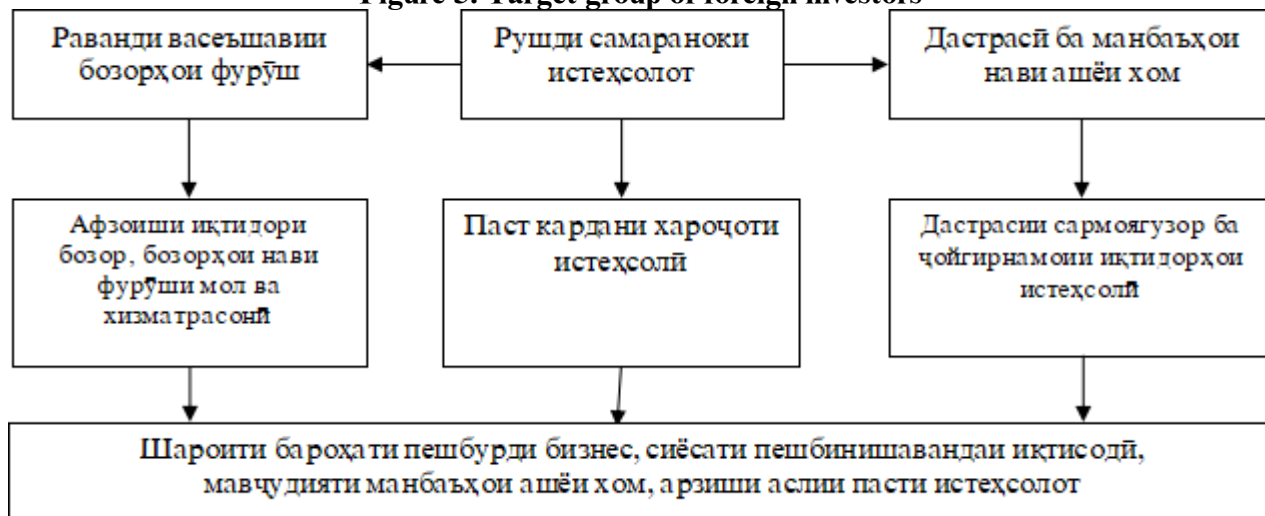 Figure 3. Target group of foreign investors
Раванди васеъшавии
бозорҳои фурӯш
Рушди самараноки
истеҳсолот
Дастрасӣ ба манбаъҳои
нави ашёи хом
Афзоиши иқтидори
бозор, бозорҳои нави
фурӯши мол ва
хизматрасонӣ
Паст кардани хароҷоти
истеҳсолӣ
Дастрасии сармоягузор ба
ҷойгирнамоии иқтидорҳои
истеҳсолӣ
Шароити бароҳати пешбурди бизнес, сиёсати пешбинишавандаи иқтисодӣ,
мавҷудияти манбаъҳои ашёи хом, арзиши аслии пасти истеҳсолот